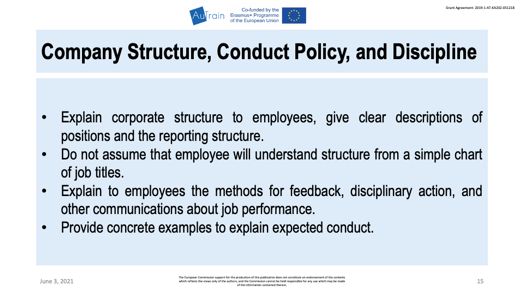 AuTrain
Co-funded by the
Erasmus+ Programme
of the European Union
Grant Agreement: 2019-1-AT-KA202-051218
Company Structure, Conduct Policy, and Discipline
• Explain corporate structure to employees, give clear descriptions of
positions and the reporting structure.
• Do not assume that employee will understand structure from a simple chart
of job titles.
• Explain to employees the methods for feedback, disciplinary action, and
other communications about job performance.
• Provide concrete examples to explain expected conduct.
June 3, 2021
The European Commission support for the production of this publication does not constitute an endorsement of the contents
which reflects the views only of the authors, and the Commission cannot be held responsible for any use which may be made
of the information contained therein.
15